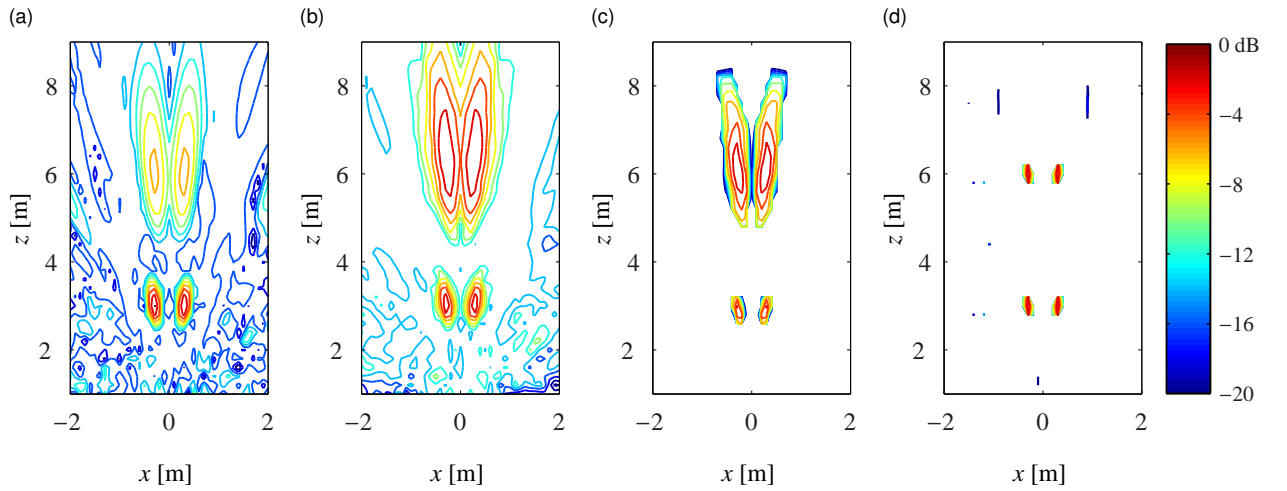 (a) (b) (c) (d)
8 8 8 8 0 dB
−4
6 6 6 6
z [m] z [m] z [m] z [m] −8
4 4 4 4 −12
2 2 2 2 −16
−20
−2 0 2 −2 0 2 −2 0 2 −2 0 2
x [m] x [m] x [m] x [m]